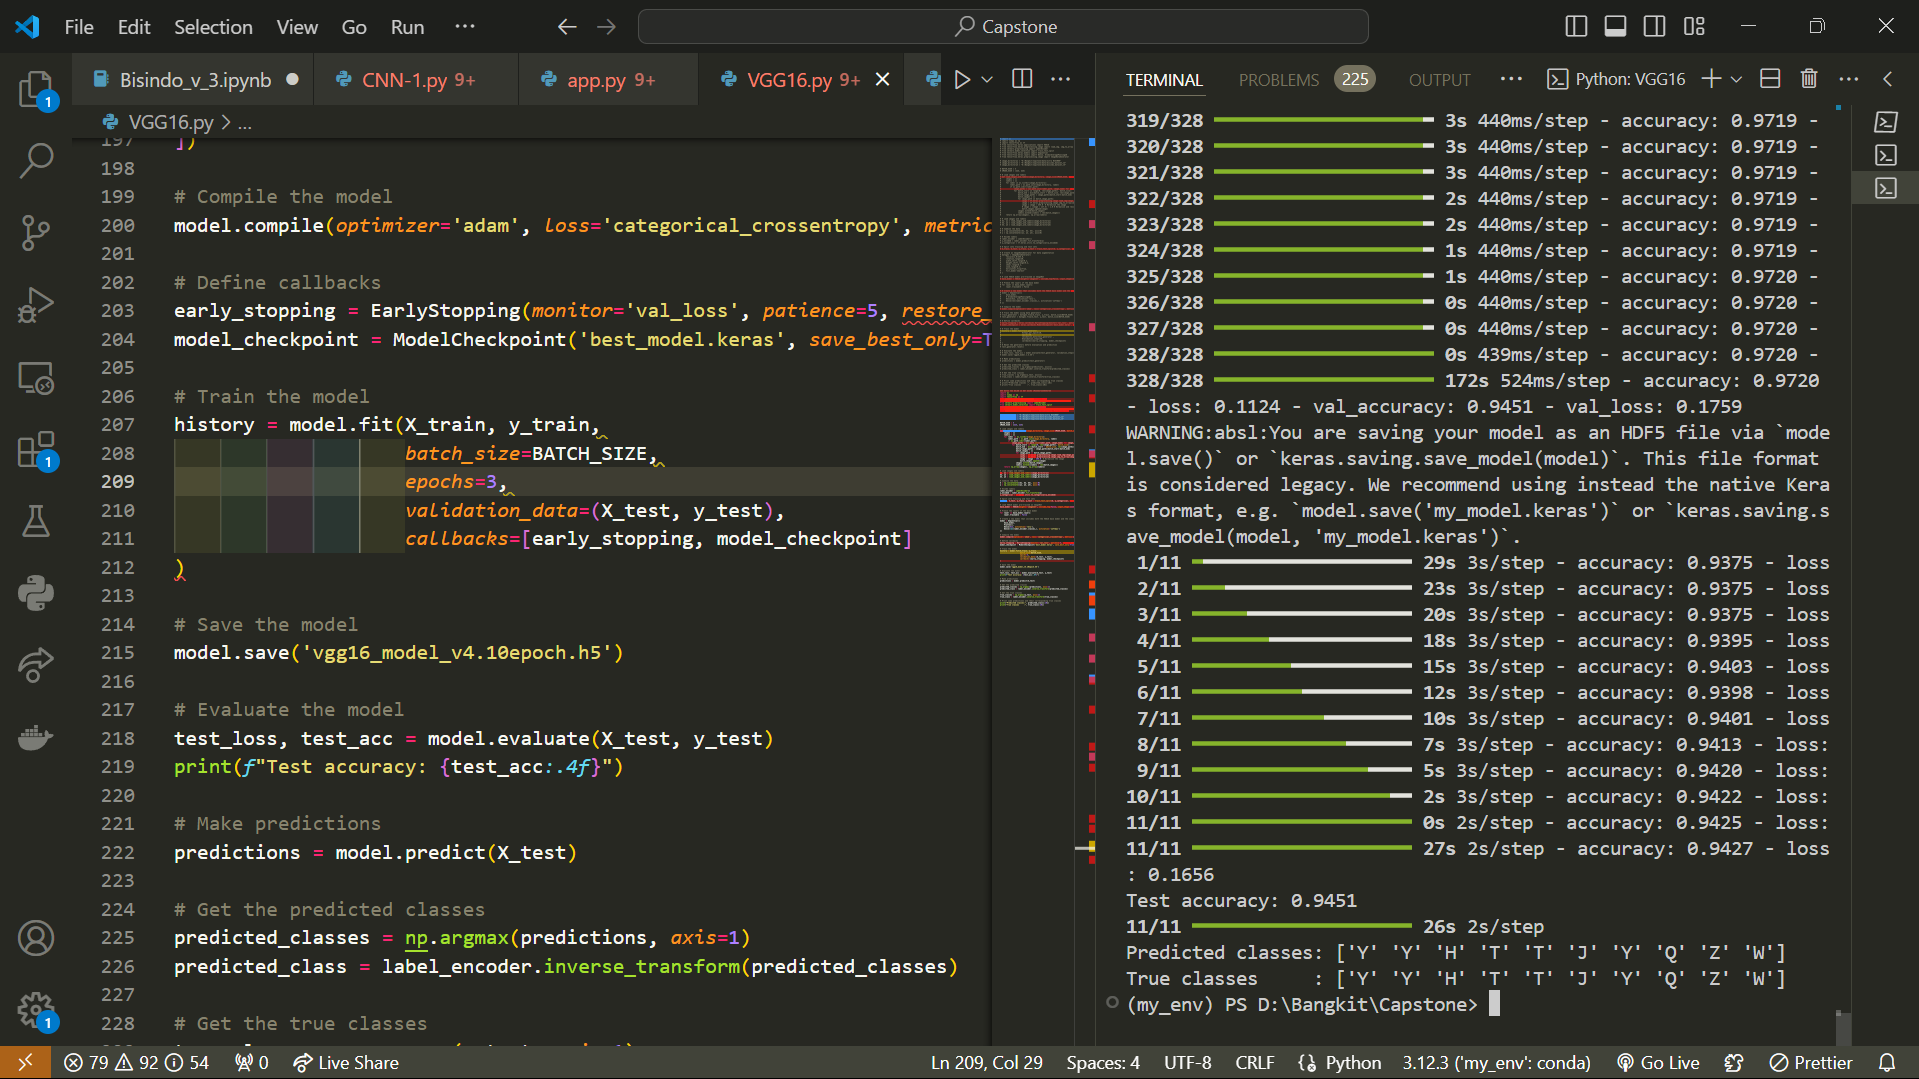 File Edit Selection View Go Run ··· Capstone
Bisindo_v_3.ipynb CNN-1.py 9+ app.py 9+ VGG16.py 9+
VGG16.py > ...
197 ])
198
199 # Compile the model
200 model.compile(optimizer='adam', loss='categorical_crossentropy', metric
201
202 # Define callbacks
203 early_stopping = EarlyStopping(monitor='val_loss', patience=5, restore_
204 model_checkpoint = ModelCheckpoint('best_model.keras', save_best_only=T
205
206 # Train the model
207 history = model.fit(X_train, y_train,
208 batch_size=BATCH_SIZE,
209 epochs=3,
210 validation_data=(X_test, y_test),
211 callbacks=[early_stopping, model_checkpoint]
212 )
213
214 # Save the model
215 model.save('vgg16_model_v4.10epoch.h5')
216
217 # Evaluate the model
218 test_loss, test_acc = model.evaluate(X_test, y_test)
219 print(f"Test accuracy: {test_acc:.4f}")
220
221 # Make predictions
222 predictions = model.predict(X_test)
223
224 # Get the predicted classes
225 predicted_classes = np.argmax(predictions, axis=1)
226 predicted_class = label_encoder.inverse_transform(predicted_classes)
227
228 # Get the true classes
TERMINAL PROBLEMS 225 OUTPUT ··· Python: VGG16
319/328 3s 440ms/step - accuracy: 0.9719 -
320/328 3s 440ms/step - accuracy: 0.9719 -
321/328 3s 440ms/step - accuracy: 0.9719 -
322/328 2s 440ms/step - accuracy: 0.9719 -
323/328 2s 440ms/step - accuracy: 0.9719 -
324/328 1s 440ms/step - accuracy: 0.9719 -
325/328 1s 440ms/step - accuracy: 0.9720 -
326/328 0s 440ms/step - accuracy: 0.9720 -
327/328 0s 440ms/step - accuracy: 0.9720 -
328/328 0s 439ms/step - accuracy: 0.9720 -
328/328 172s 524ms/step - accuracy: 0.9720
- loss: 0.1124 - val_accuracy: 0.9451 - val_loss: 0.1759
WARNING:absl:You are saving your model as an HDF5 file via `mode
l.save()` or `keras.saving.save_model(model)`. This file format
is considered legacy. We recommend using instead the native Kera
s format, e.g. `model.save('my_model.keras')` or `keras.saving.s
ave_model(model, 'my_model.keras')`.
1/11 29s 3s/step - accuracy: 0.9375 - loss
2/11 23s 3s/step - accuracy: 0.9375 - loss
3/11 20s 3s/step - accuracy: 0.9375 - loss
4/11 18s 3s/step - accuracy: 0.9395 - loss
5/11 15s 3s/step - accuracy: 0.9403 - loss
6/11 12s 3s/step - accuracy: 0.9398 - loss
7/11 10s 3s/step - accuracy: 0.9401 - loss
8/11 7s 3s/step - accuracy: 0.9413 - loss:
9/11 5s 3s/step - accuracy: 0.9420 - loss:
10/11 2s 3s/step - accuracy: 0.9422 - loss:
11/11 0s 2s/step - accuracy: 0.9425 - loss:
11/11 27s 2s/step - accuracy: 0.9427 - loss
: 0.1656
Test accuracy: 0.9451
11/11 26s 2s/step
Predicted classes: ['Y' 'Y' 'H' 'T' 'T' 'J' 'Y' 'Q' 'Z' 'W']
True classes : ['Y' 'Y' 'H' 'T' 'T' 'J' 'Y' 'Q' 'Z' 'W']
(my_env) PS D:\Bangkit\Capstone>
1
1
1
79 92 54 0 Live Share Ln 209, Col 29 Spaces: 4 UTF-8 CRLF Python 3.12.3 ('my_env': conda) Go Live Prettier